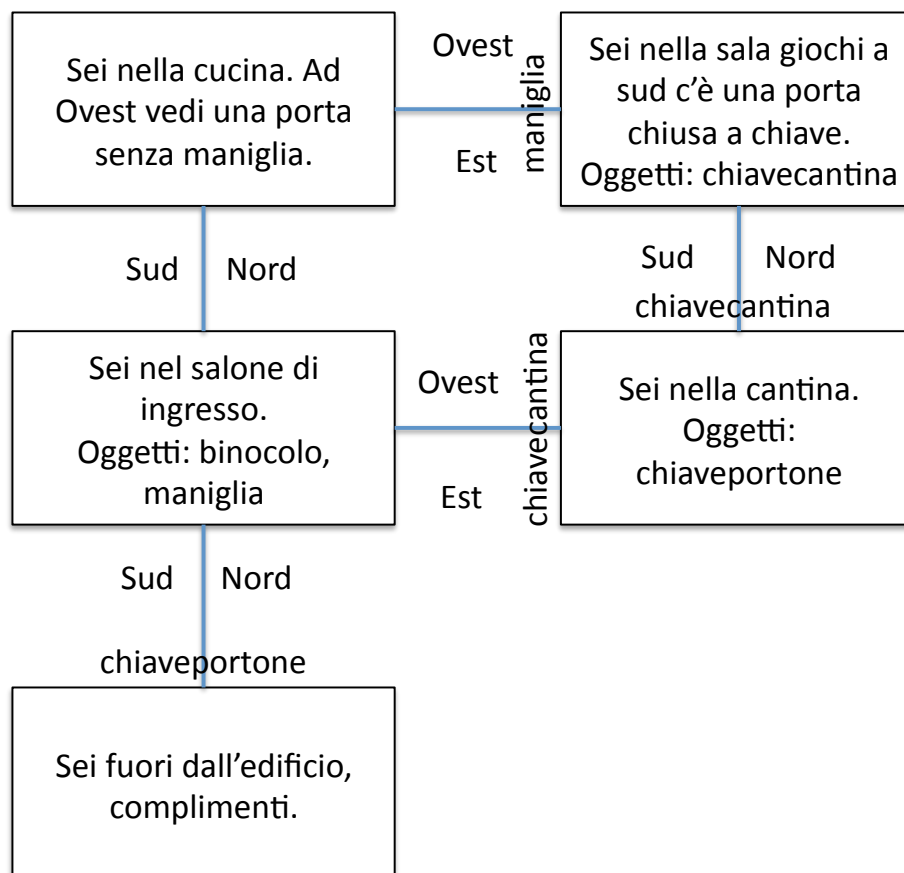 Sei nella cucina. Ad
Ovest vedi una porta
senza maniglia.
Ovest
Est
maniglia
Sei nella sala giochi a
sud c’è una porta
chiusa a chiave.
Oggetti: chiavecantina
Sud
Nord
Sud
Nord
chiavecantina
Sei nel salone di
ingresso.
Oggetti: binocolo,
maniglia
Ovest
Est
chiavecantina
Sei nella cantina.
Oggetti:
chiaveportone
Sud
Nord
chiaveportone
Sei fuori dall’edificio,
complimenti.